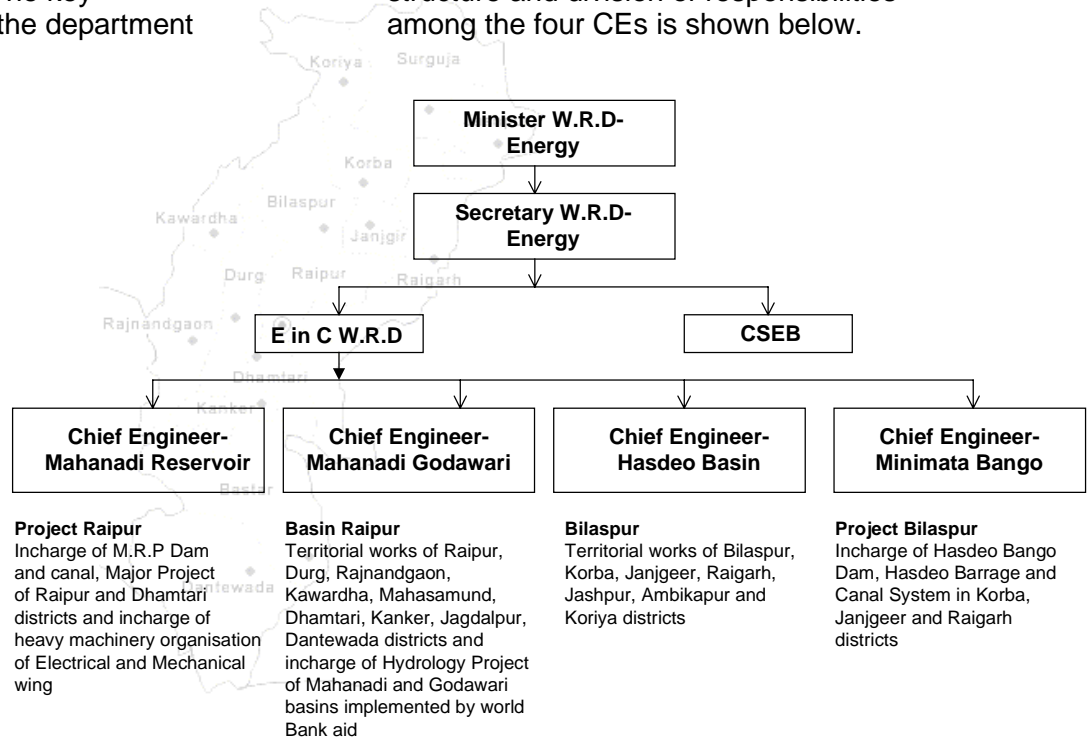 the department
structure and division of responsibilities
among the four CEs is shown below.
Koriya
Surguja
Minister W.R.D-
Energy
Korba
Secretary W.R.D-
Energy
Bilaspur
Kawardha
Janjgir
Durg
Raipur
Raigarh
Rajnandgaon
E in C W.R.D
CSEB
Dhamtari
Kanker
Chief Engineer-
Mahanadi Reservoir
Chief Engineer-
Mahanadi Godawari
Chief Engineer-
Hasdeo Basin
Chief Engineer-
Minimata Bango
Bastar
Dantewada
Project Raipur
Incharge of M.R.P Dam
and canal, Major Project
of Raipur and Dhamtari
districts and incharge of
heavy machinery organisation
of Electrical and Mechanical
wing
Basin Raipur
Territorial works of Raipur,
Durg, Rajnandgaon,
Kawardha, Mahasamund,
Dhamtari, Kanker, Jagdalpur,
Dantewada districts and
incharge of Hydrology Project
of Mahanadi and Godawari
basins implemented by world
Bank aid
Bilaspur
Territorial works of Bilaspur,
Korba, Janjgeer, Raigarh,
Jashpur, Ambikapur and
Koriya districts
Project Bilaspur
Incharge of Hasdeo Bango
Dam, Hasdeo Barrage and
Canal System in Korba,
Janjgeer and Raigarh
districts